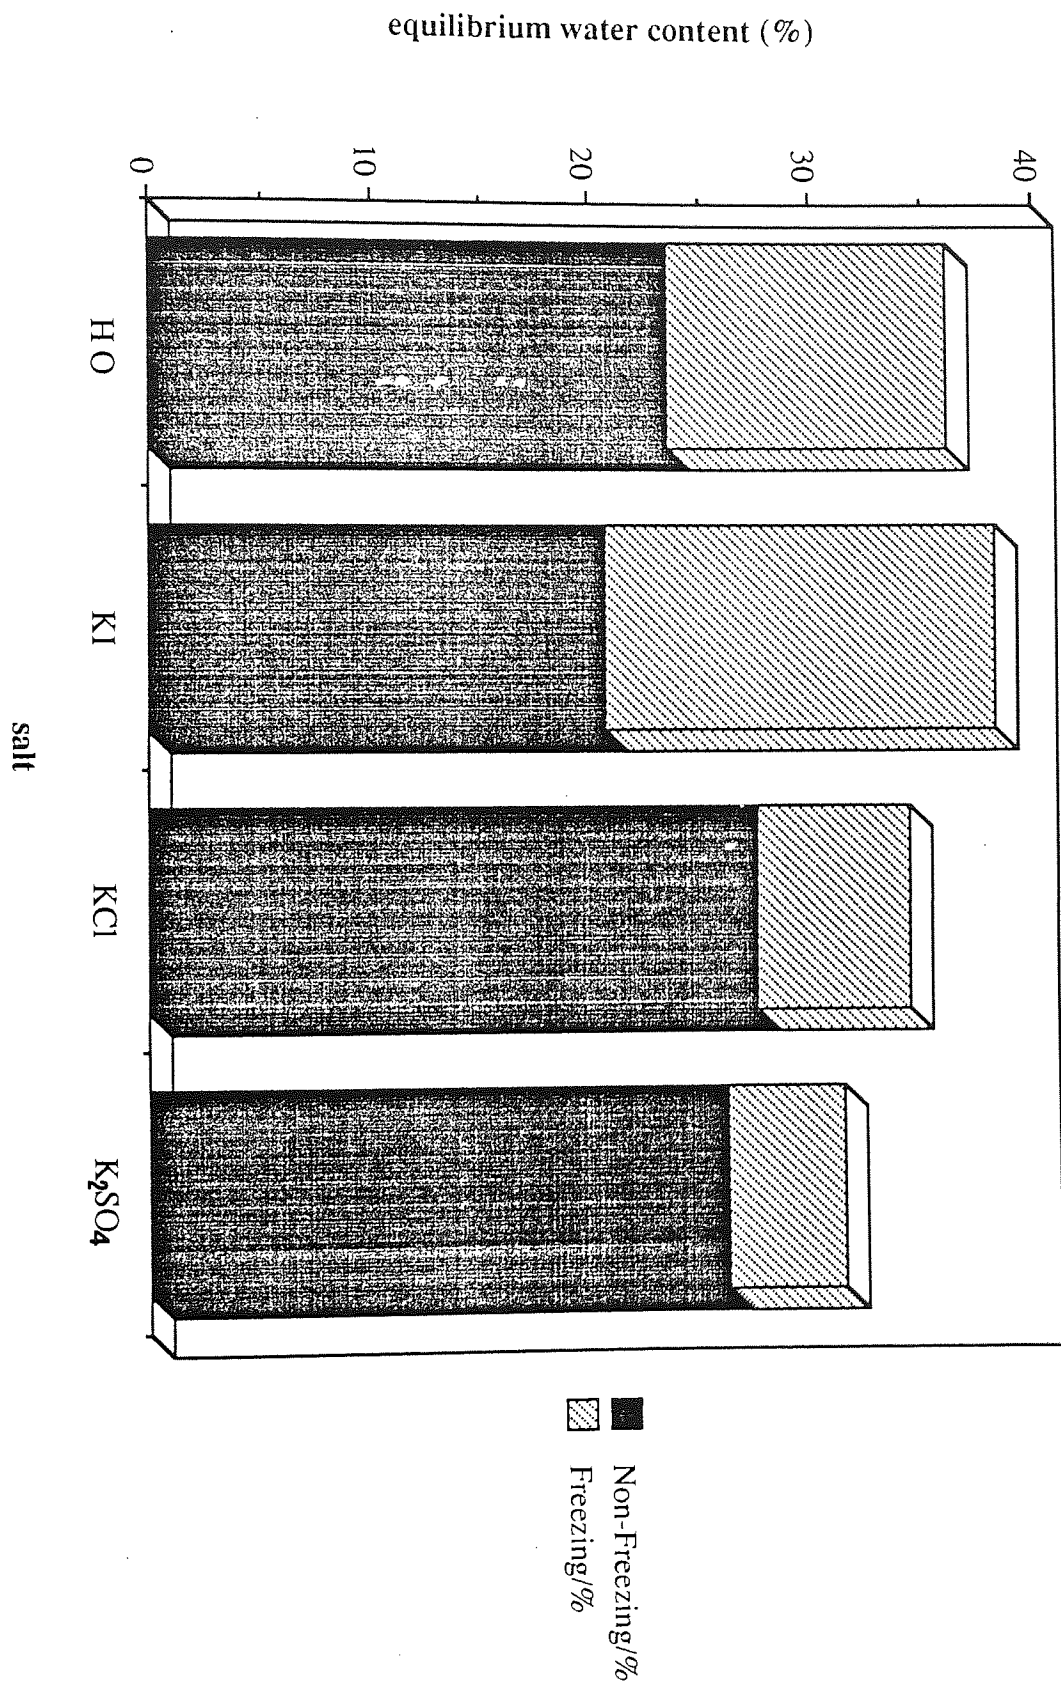 equilibrium water content (%)
40
30
20
10
0
H O
KI
KCl
K₂SO₄
salt
Non-Freezing/%
Freezing/%